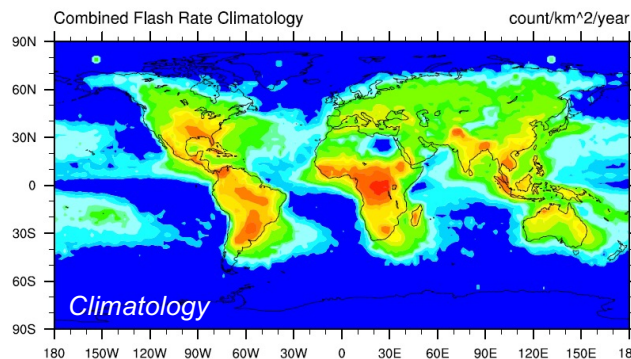 Combined Flash Rate Climatology count/km^2/year
90N
60N
30N
0
30S
60S
Climatology
90S
180 150W 120W 90W 60W 30W 0 30E 60E 90E 120E 150E 18